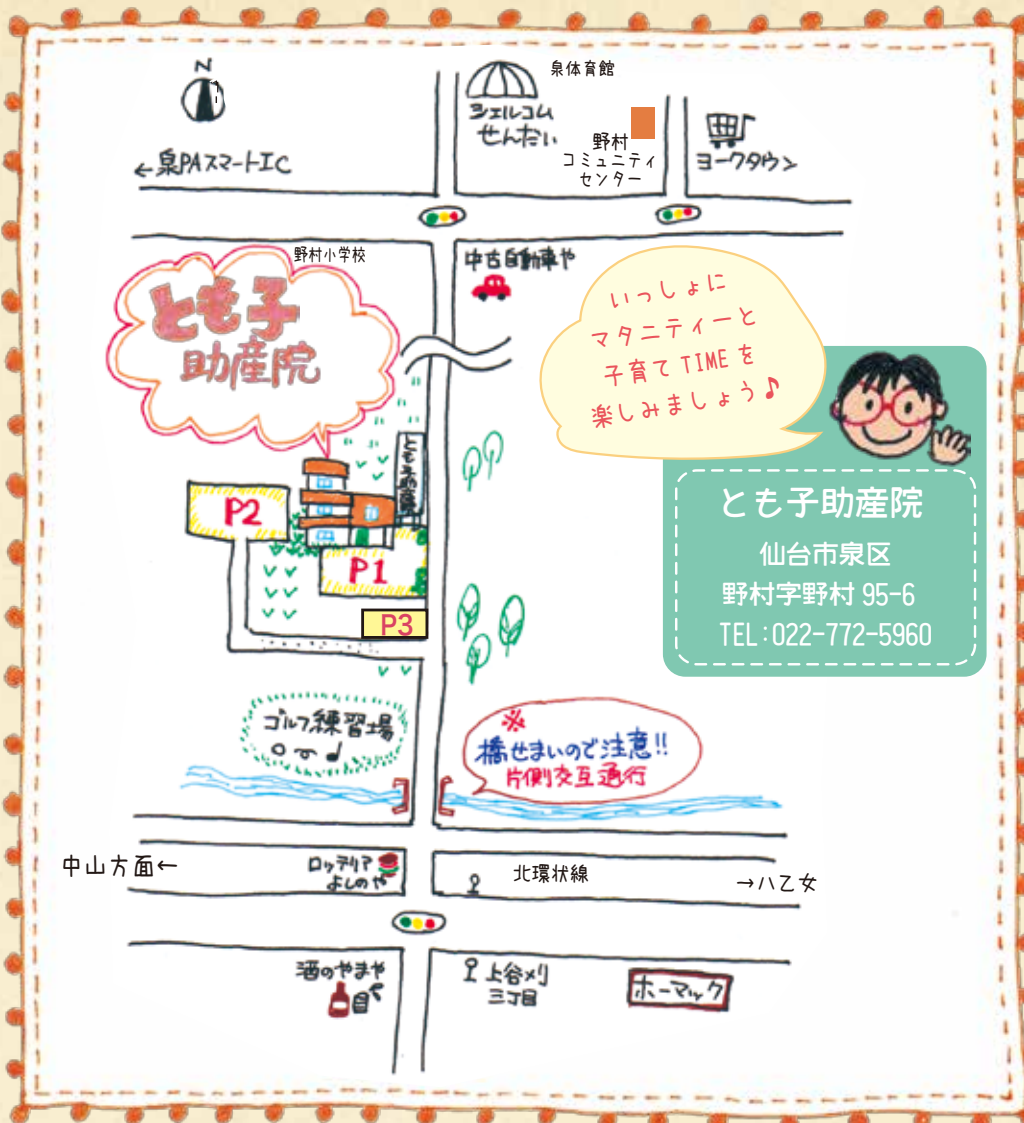 N
泉体育館
シェルコム
せんだい
野村
コミュニティ
センター
ヨークタウン
←泉PAスマートIC
野村小学校
中古自動車や
とも子
助産院
いっしょに
マタニティーと
子育て TIME を
楽しみましょう♪
とも子助産院
P2
P1
P3
とも子助産院
仙台市泉区
野村字野村 95-6
TEL:022-772-5960
ゴルフ練習場
※
橋せまいので注意!!
片側交互通行
中山方面←
ロッテリア
よしのや
北環状線
→八乙女
酒のやまや
上谷刈
三丁目
ホーマック